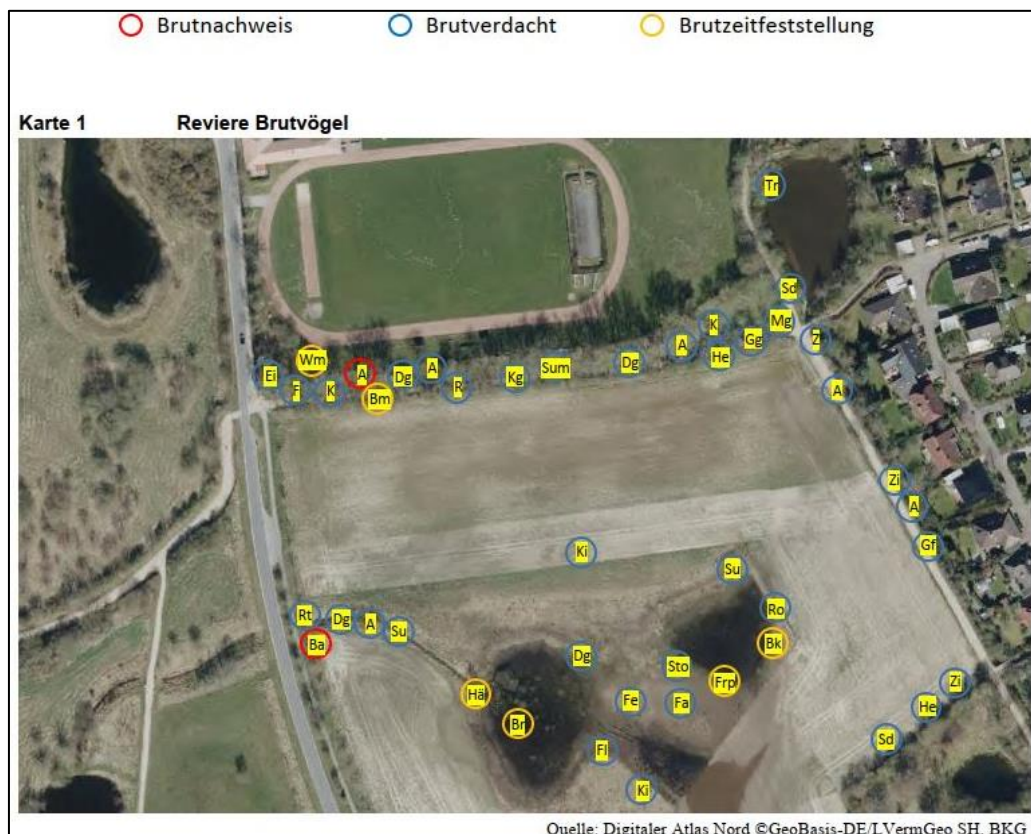 Brutnachweis Brutverdacht Brutzeitfeststellung
Karte 1 Reviere Brutvögel
Tr
Sd
Mg
K
Gg
Z
A
He
Wm
Dg
A
Sum
Ei
A
Dg
Kg
F
K
R
A
Bm
Zi
A
Gf
Ki
Su
Ro
Rt
Dg
A
Su
Ba
Bk
Dg
Sto
Frp
Zi
Hä
Fe
Fa
He
Br
Sd
Fl
Ki
Quelle: Digitaler Atlas Nord ©GeoBasis-DE/LVermGeo SH, BKG